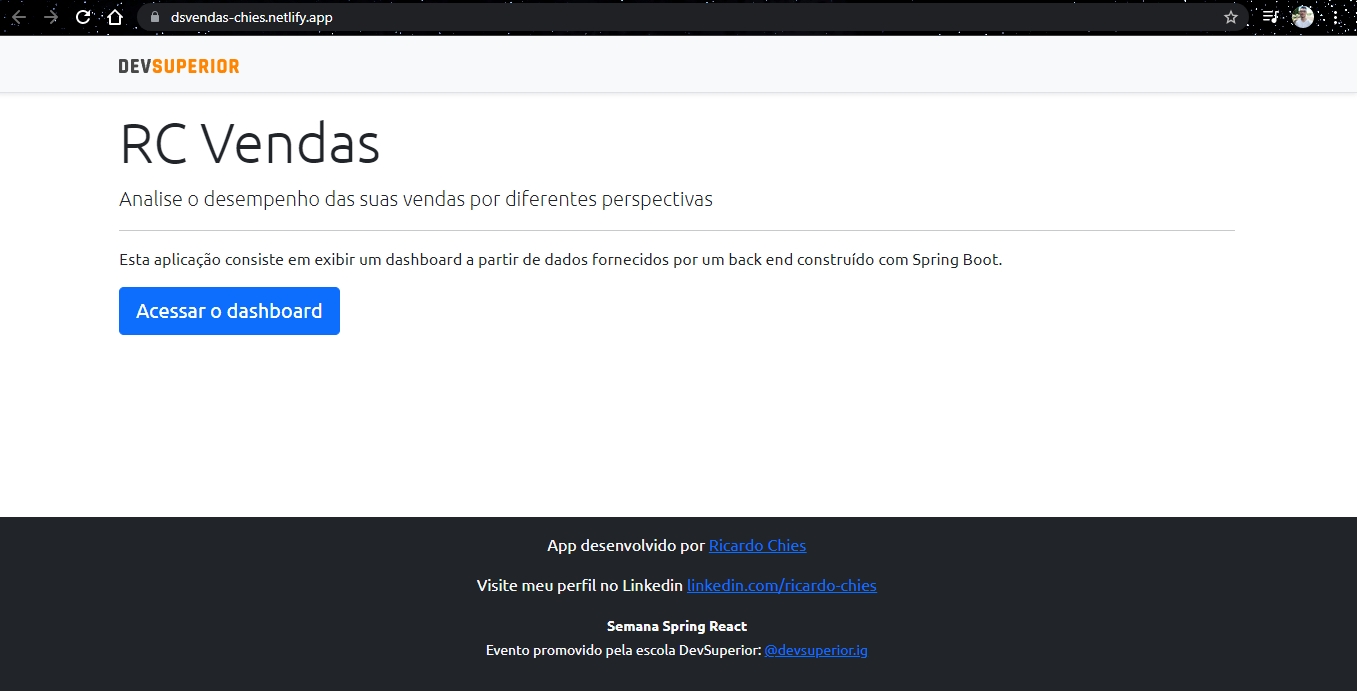 dsvendas-chies.netlify.app
DEVSUPERIOR
RC Vendas
Analise o desempenho das suas vendas por diferentes perspectivas
Esta aplicação consiste em exibir um dashboard a partir de dados fornecidos por um back end construído com Spring Boot.
Acessar o dashboard
App desenvolvido por Ricardo Chies
Visite meu perfil no Linkedin linkedin.com/ricardo-chies
Semana Spring React
Evento promovido pela escola DevSuperior: @devsuperior.ig